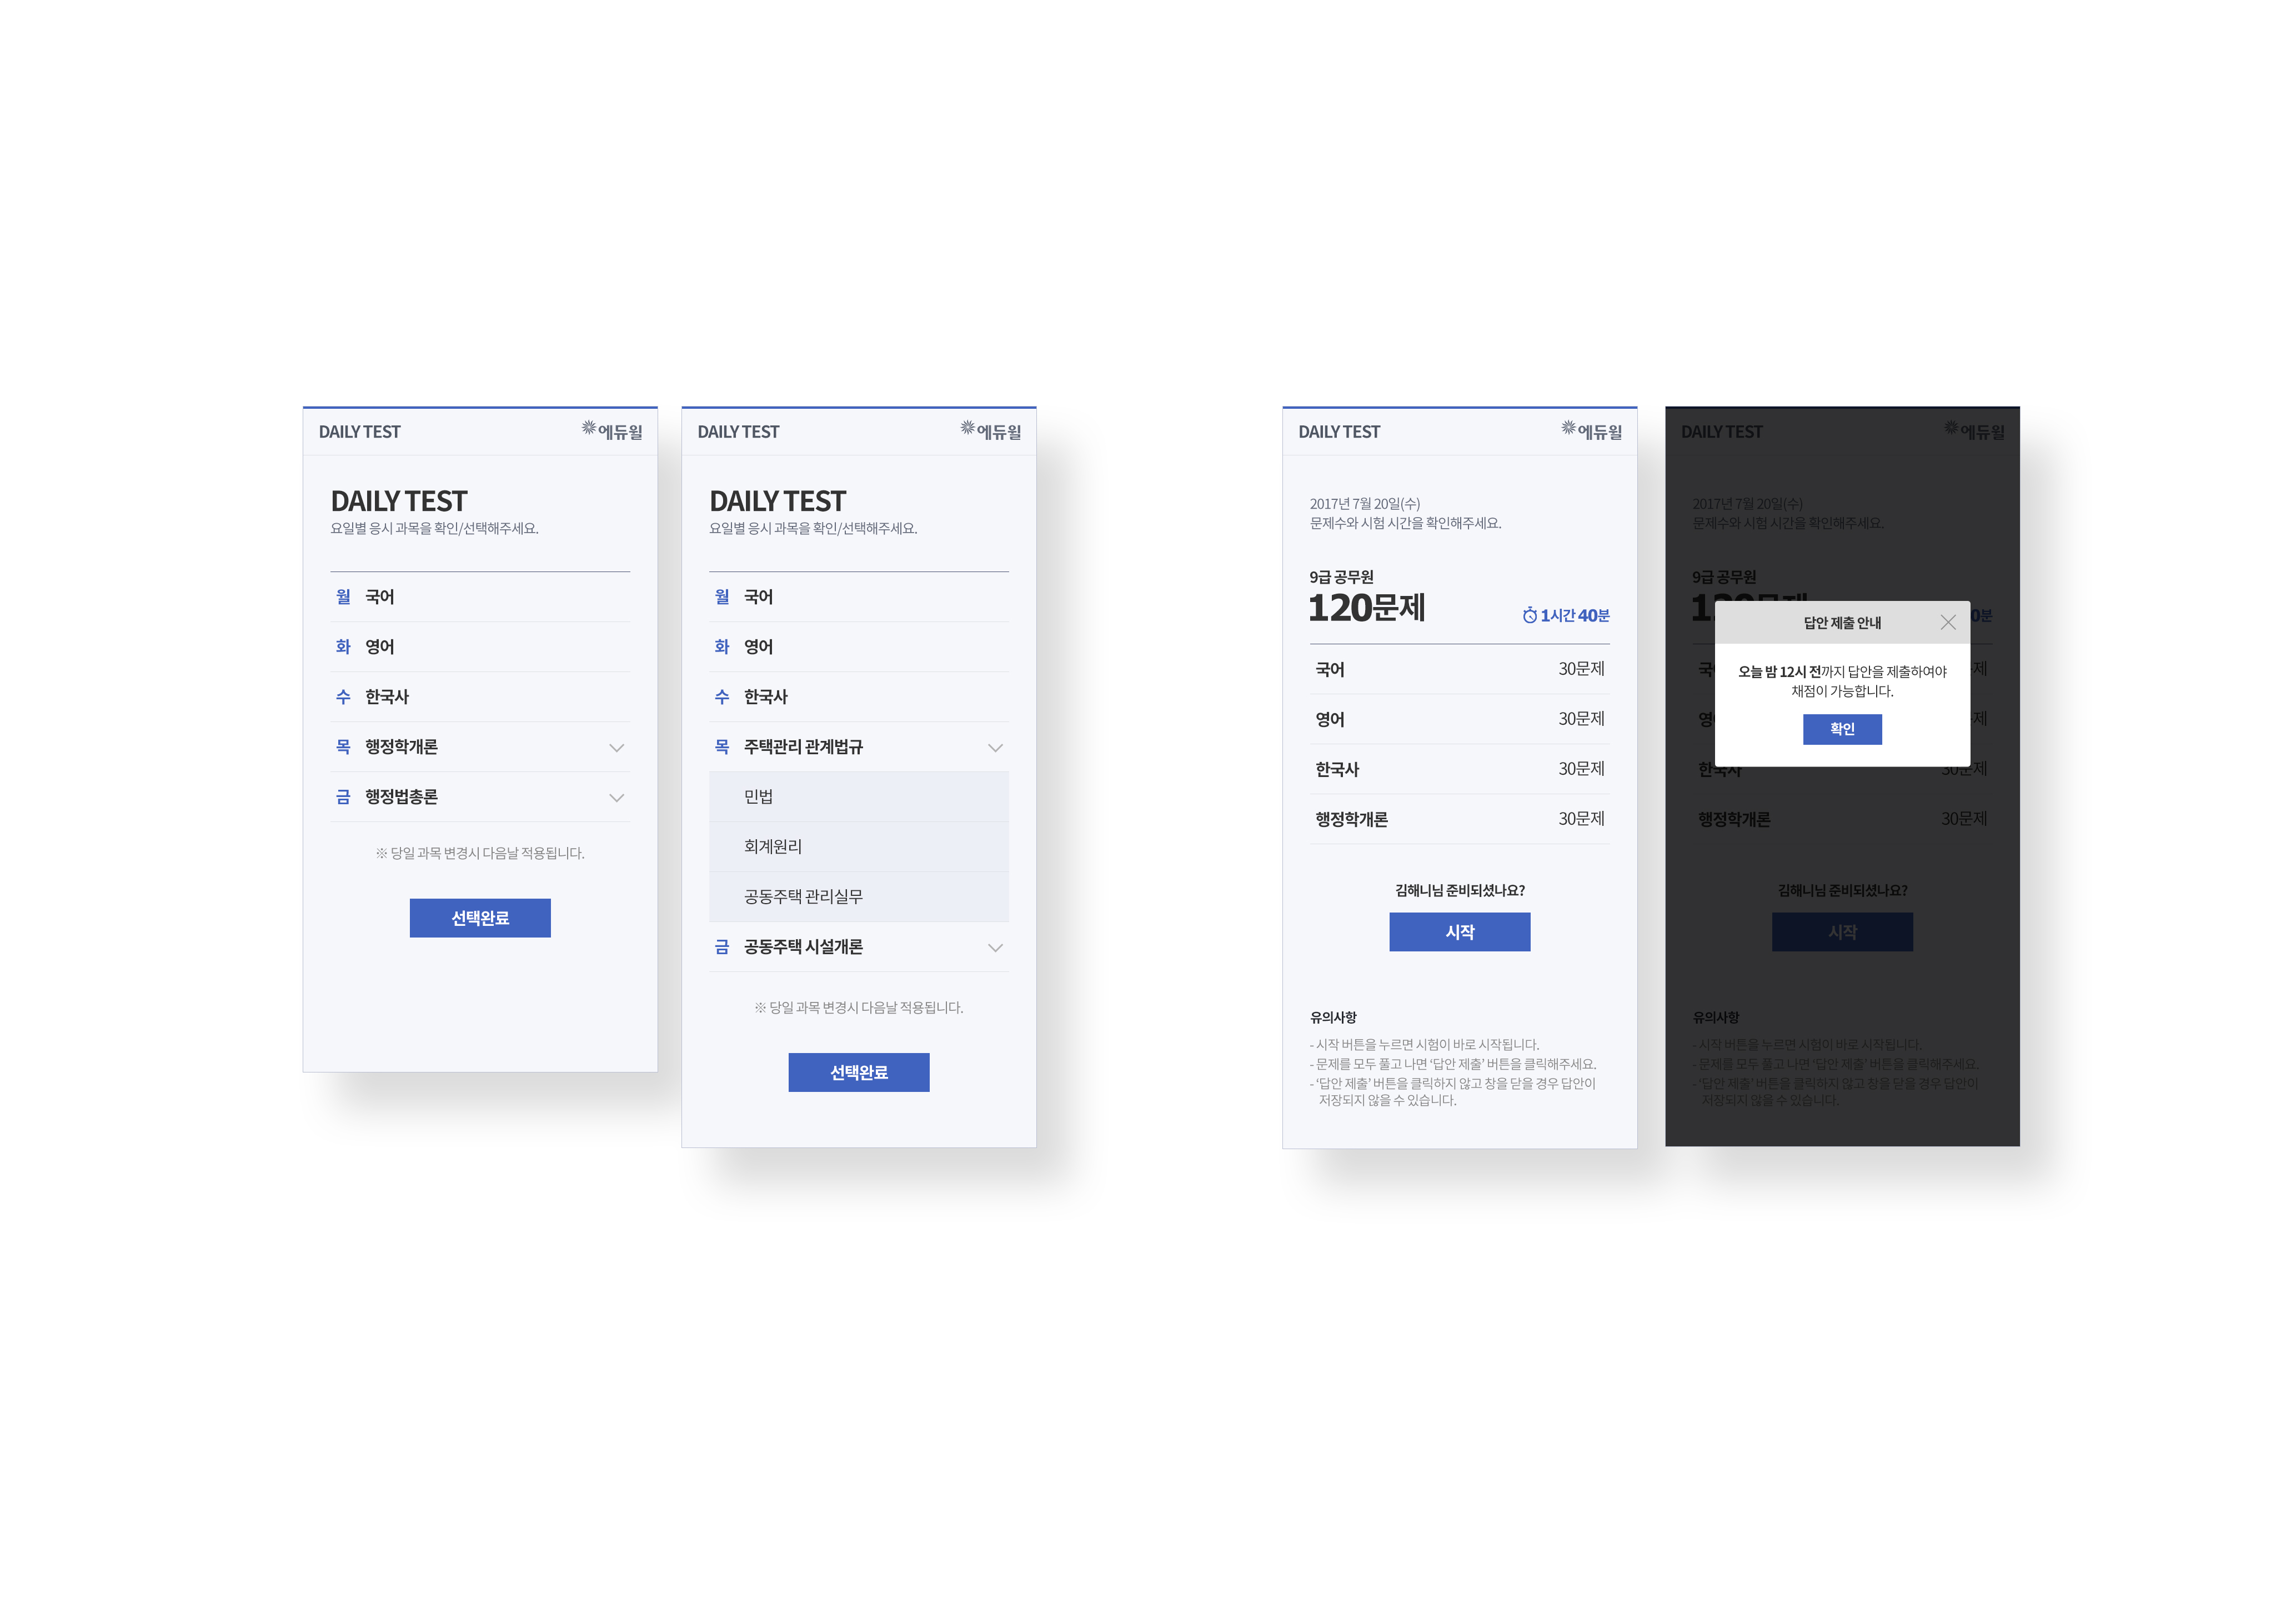 DAILY TEST
에듀윌
DAILY TEST
요일별 응시 과목을 확인/선택해주세요.
월 국어
화 영어
수 한국사
목 행정학개론
금 행정법총론
※ 당일 과목 변경시 다음날 적용됩니다.
선택완료
DAILY TEST
에듀윌
DAILY TEST
요일별 응시 과목을 확인/선택해주세요.
월 국어
화 영어
수 한국사
목 주택관리 관계법규
민법
회계원리
공동주택 관리실무
금 공동주택 시설개론
※ 당일 과목 변경시 다음날 적용됩니다.
선택완료
DAILY TEST
에듀윌
2017년 7월 20일(수)
문제수와 시험 시간을 확인해주세요.
9급 공무원
120문제
1시간 40분
국어 30문제
영어 30문제
한국사 30문제
행정학개론 30문제
김해니님 준비되셨나요?
시작
유의사항
- 시작 버튼을 누르면 시험이 바로 시작됩니다.
- 문제를 모두 풀고 나면 ‘답안 제출’ 버튼을 클릭해주세요.
- ‘답안 제출’ 버튼을 클릭하지 않고 창을 닫을 경우 답안이
저장되지 않을 수 있습니다.
DAILY TEST
에듀윌
2017년 7월 20일(수)
문제수와 시험 시간을 확인해주세요.
9급 공무원
답안 제출 안내
오늘 밤 12시 전까지 답안을 제출하여야
채점이 가능합니다.
확인
한국사 30문제
행정학개론 30문제
김해니님 준비되셨나요?
시작
유의사항
- 시작 버튼을 누르면 시험이 바로 시작됩니다.
- 문제를 모두 풀고 나면 ‘답안 제출’ 버튼을 클릭해주세요.
- ‘답안 제출’ 버튼을 클릭하지 않고 창을 닫을 경우 답안이
저장되지 않을 수 있습니다.